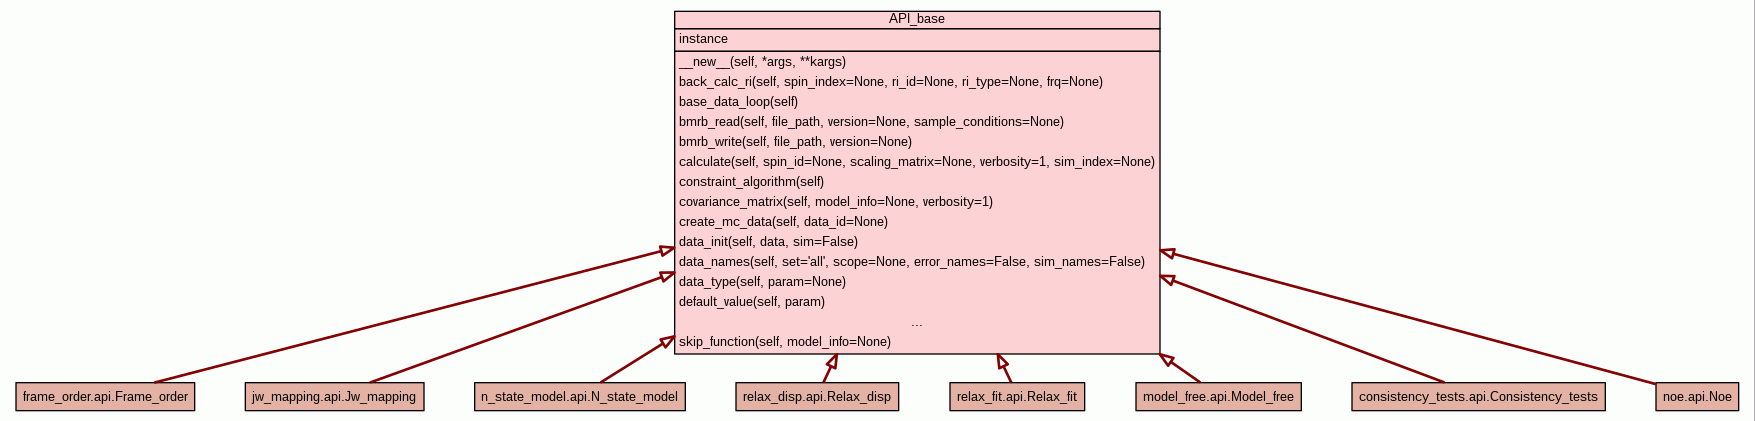 API_base
instance
__new__(self, *args, **kargs)
back_calc_ri(self, spin_index=None, ri_id=None, ri_type=None, frq=None)
base_data_loop(self)
bmrb_read(self, file_path, version=None, sample_conditions=None)
bmrb_write(self, file_path, version=None)
calculate(self, spin_id=None, scaling_matrix=None, verbosity=1, sim_index=None)
constraint_algorithm(self)
covariance_matrix(self, model_info=None, verbosity=1)
create_mc_data(self, data_id=None)
data_init(self, data, sim=False)
data_names(self, set='all', scope=None, error_names=False, sim_names=False)
data_type(self, param=None)
default_value(self, param)
...
skip_function(self, model_info=None)
frame_order.api.Frame_order
jw_mapping.api.Jw_mapping
n_state_model.api.N_state_model
relax_disp.api.Relax_disp
relax_fit.api.Relax_fit
model_free.api.Model_free
consistency_tests.api.Consistency_tests
noe.api.Noe